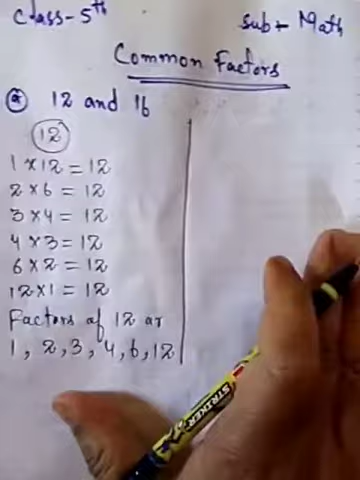 Class-5th
Sub- Math
Common Factors
a 12 and 16
12
1 × 12 = 12
2 × 6 = 12
3 × 4 = 12
4 × 3 = 12
6 × 2 = 12
12 × 1 = 12
Factors of 12 ar
1, 2, 3, 4, 6, 12
STRIKER